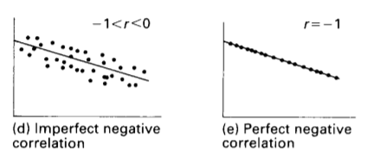 −1<r<0
r=−1
(d) Imperfect negative
correlation
(e) Perfect negative
correlation